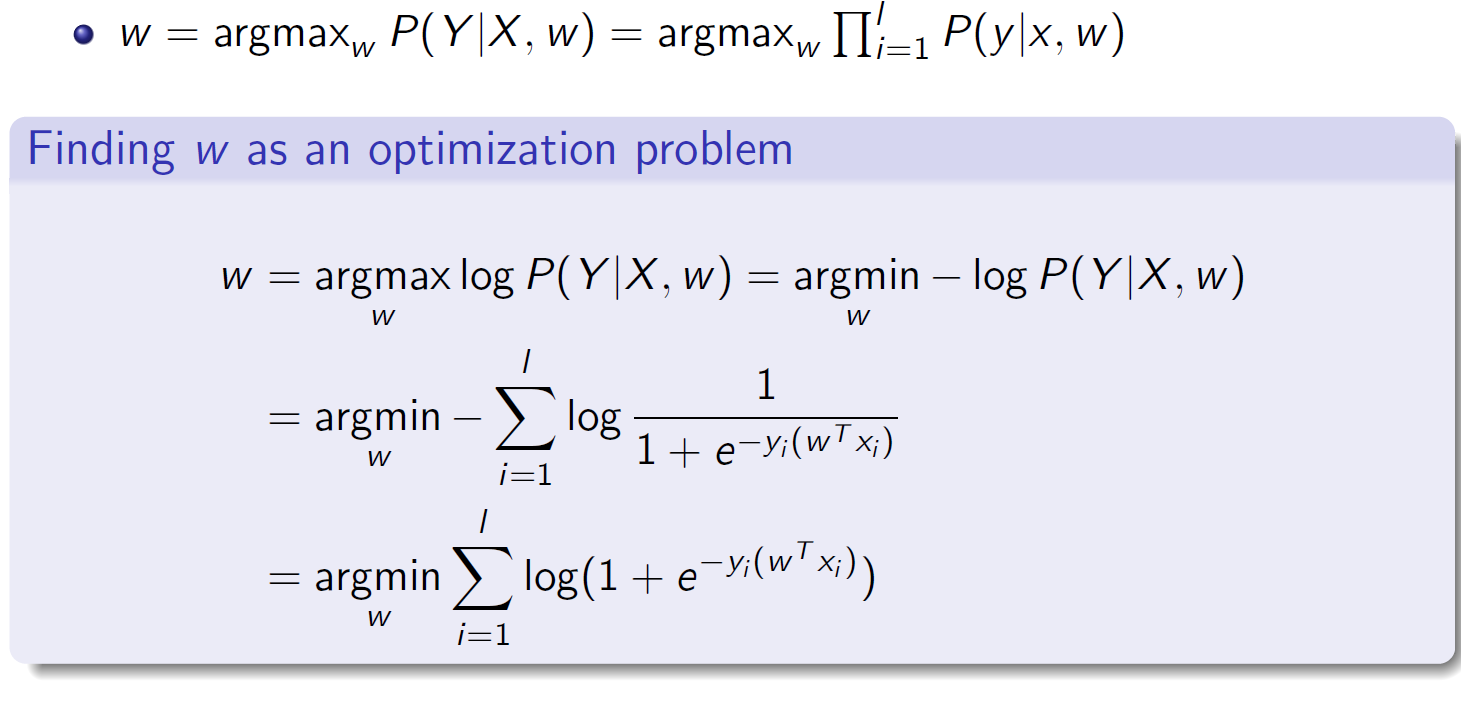 w = argmax_w P(Y|X, w) = argmax_w ∏_{i=1}^{l} P(y|x, w)
Finding w as an optimization problem
w = argmax_w log P(Y|X, w) = argmin_w − log P(Y|X, w)
= argmin_w − ∑_{i=1}^{l} log \frac{1}{1 + e^{−y_i(w^T x_i)}}
= argmin_w ∑_{i=1}^{l} log(1 + e^{−y_i(w^T x_i)})